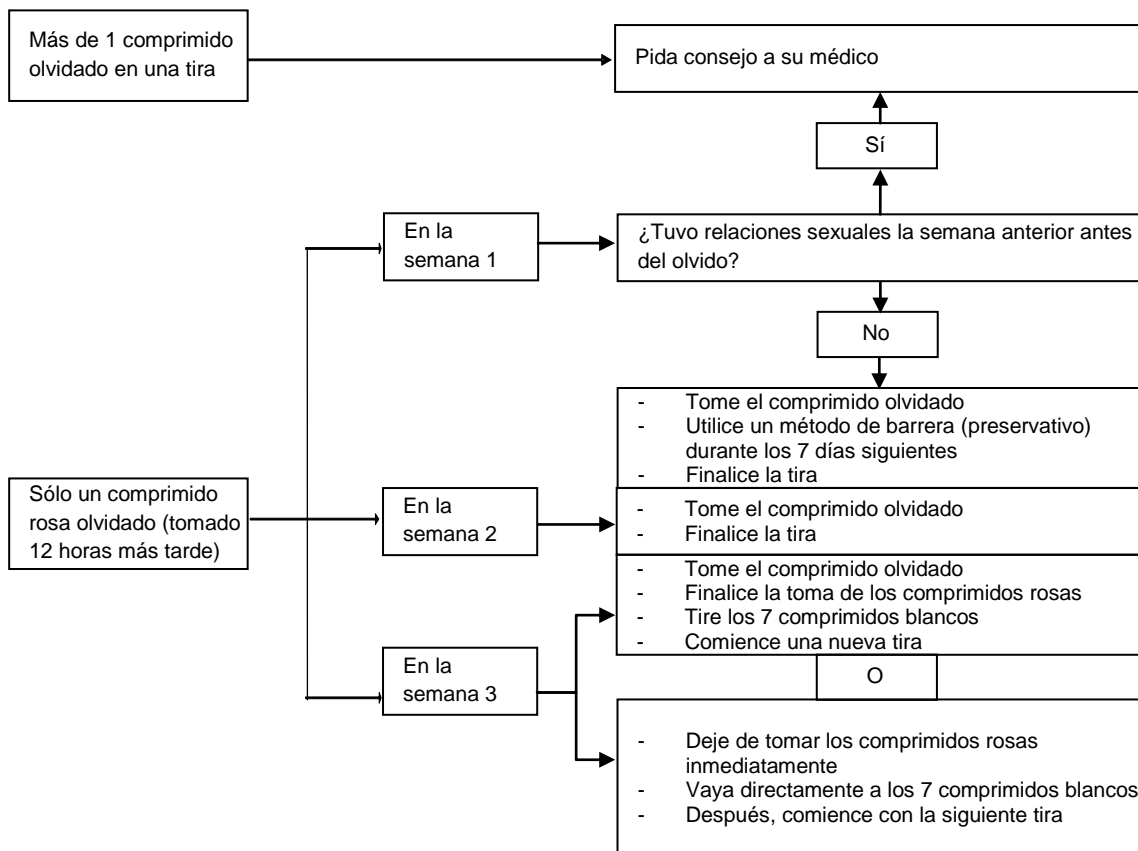 Más de 1 comprimido
olvidado en una tira
Pida consejo a su médico
Sí
En la
semana 1
¿Tuvo relaciones sexuales la semana anterior antes
del olvido?
No
- Tome el comprimido olvidado
- Utilice un método de barrera (preservativo)
durante los 7 días siguientes
- Finalice la tira
Sólo un comprimido
rosa olvidado (tomado
12 horas más tarde)
En la
semana 2
- Tome el comprimido olvidado
- Finalice la tira
- Tome el comprimido olvidado
- Finalice la toma de los comprimidos rosas
- Tire los 7 comprimidos blancos
- Comience una nueva tira
En la
semana 3
O
- Deje de tomar los comprimidos rosas
inmediatamente
- Vaya directamente a los 7 comprimidos blancos
- Después, comience con la siguiente tira